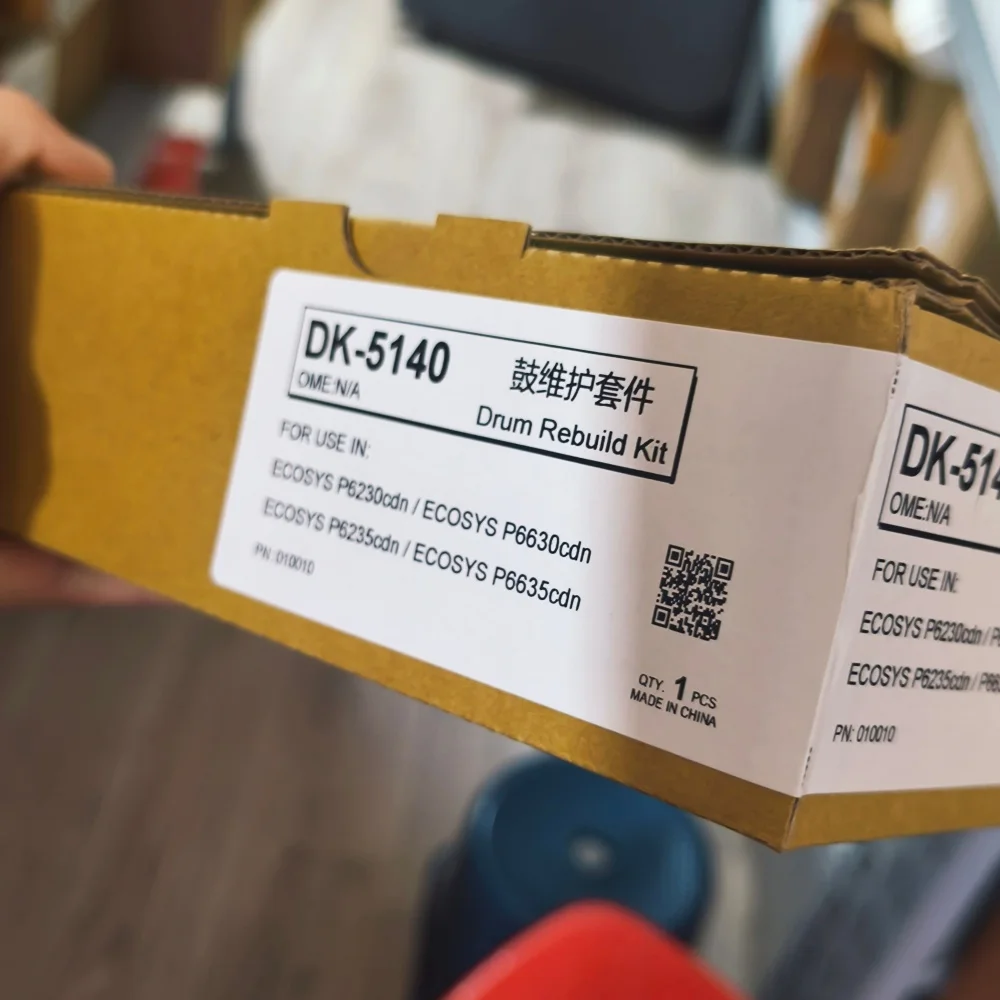 DK-5140
OME:N/A
鼓维护套件
Drum Rebuild Kit
FOR USE IN:
ECOSYS P6230cdn / ECOSYS P6630cdn
ECOSYS P6235cdn / ECOSYS P6635cdn
PN: 010010
QTY. 1 PCS
MADE IN CHINA
DK-514
OME:N/A
FOR USE IN:
ECOSYS P6230cdn /
ECOSYS P6235cdn / P66
PN: 010010